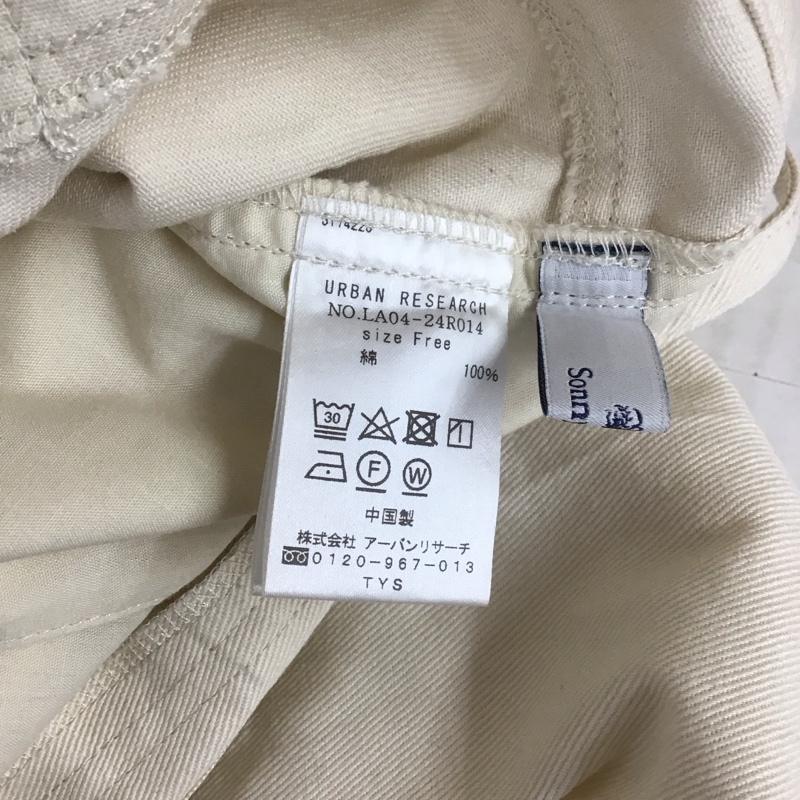 URBAN RESEARCH
NO.LA04-24R014
size Free
綿 100%
30
F W
中国製
株式会社 アーバンリサーチ
0120-967-013
TYS